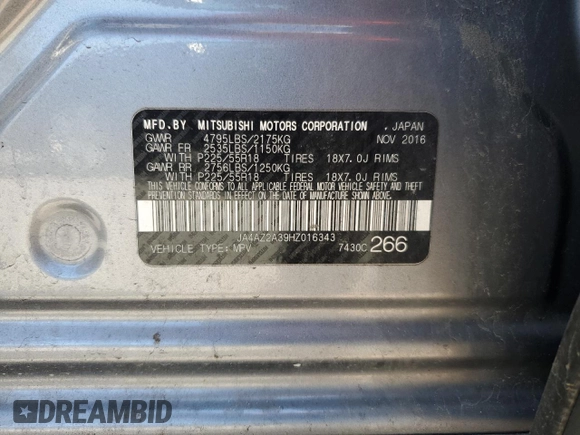 MFD.BY MITSUBISHI MOTORS CORPORATION , JAPAN
GVWR 4795LBS/2175KG NOV 2016
GAWR FR 2535LBS/1150KG
WITH P225/55R18 TIRES 18X7.0J RIMS
GAWR RR 2756LBS/1250KG
WITH P225/55R18 TIRES 18X7.0J RIMS
THIS VEHICLE CONFORMS TO ALL APPLICABLE FEDERAL MOTOR VEHICLE SAFETY AND THEFT
PREVENTION STANDARDS IN EFFECT ON THE DATE OF MANUFACTURE SHOWN ABOVE.
JA4AZ2A39HZ016343
VEHICLE TYPE: MPV 7430C 266
DREAMBID